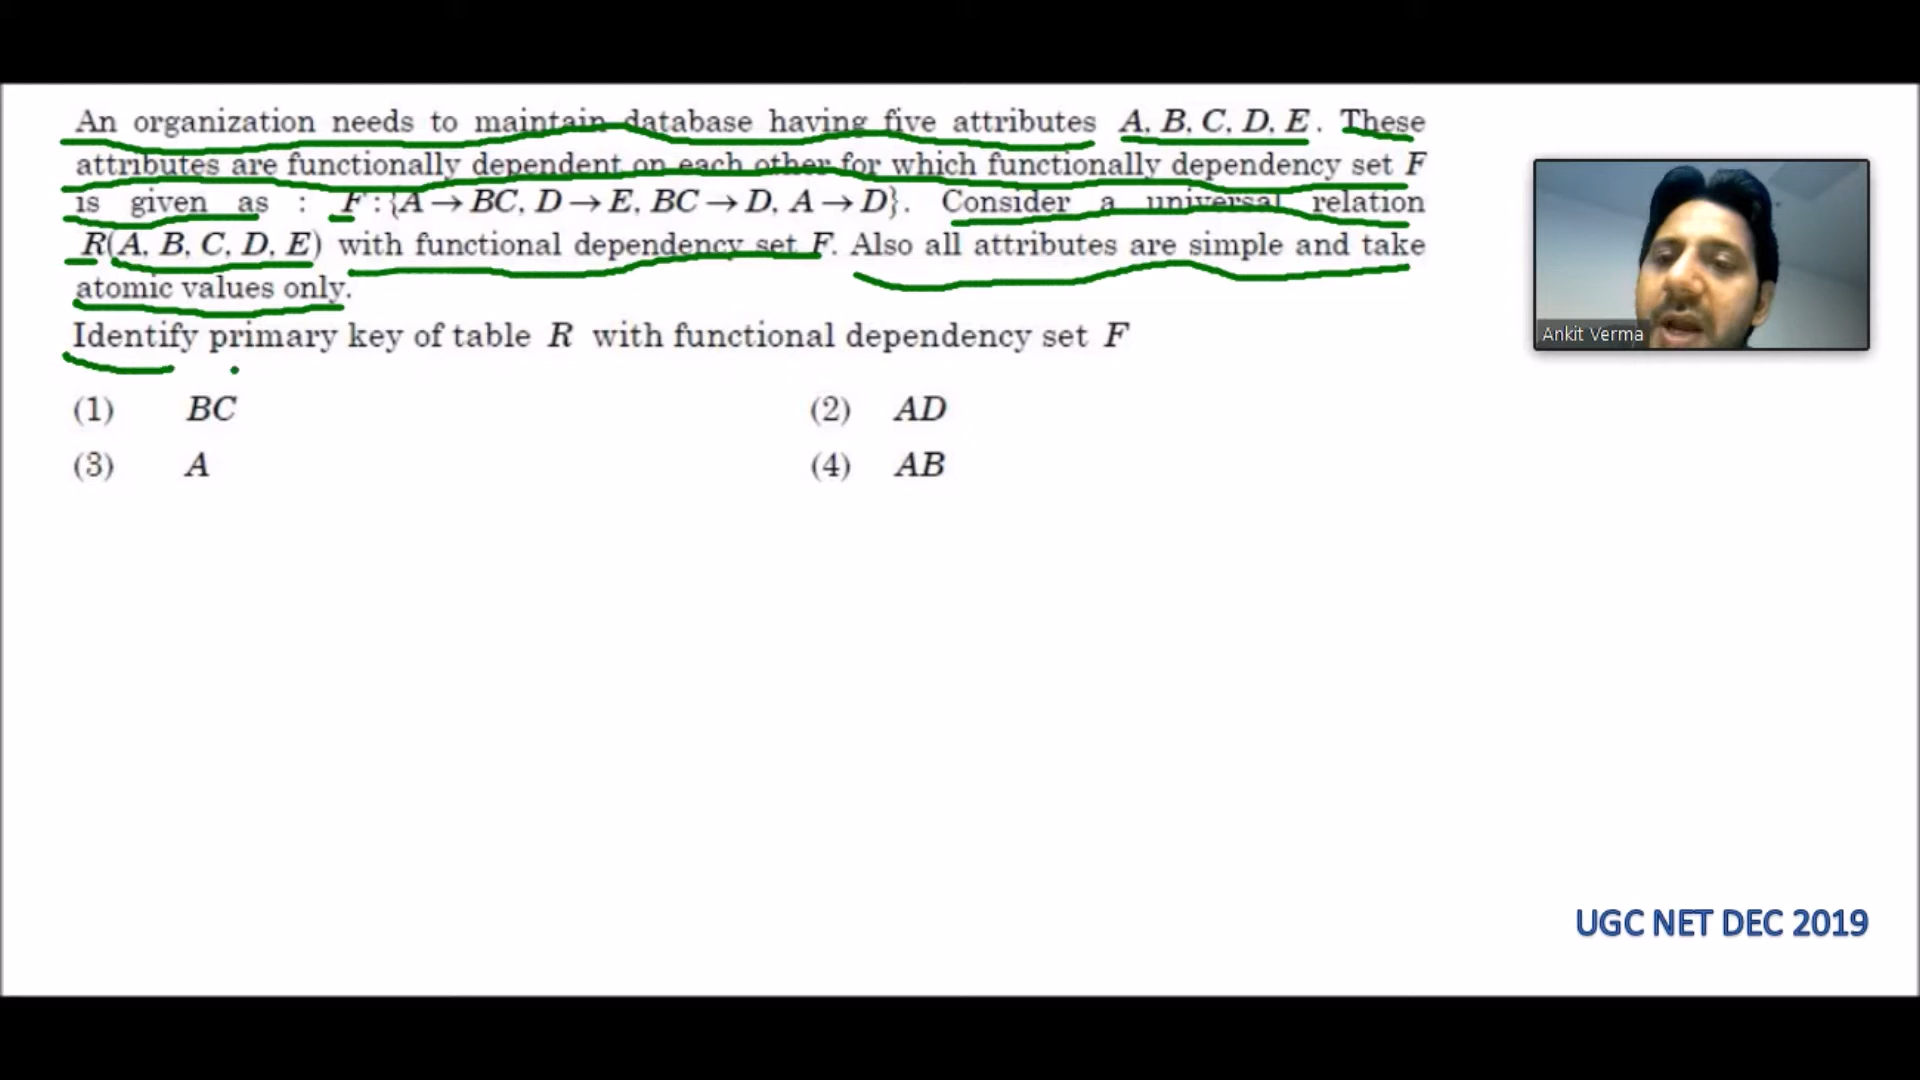 An organization needs to maintain database having five attributes A, B, C, D, E. These
attributes are functionally dependent on each other for which functionally dependency set F
is given as : F : {A → BC, D → E, BC → D, A → D}. Consider a universal relation
R(A, B, C, D, E) with functional dependency set F. Also all attributes are simple and take
atomic values only.
Identify primary key of table R with functional dependency set F
(1) BC (2) AD
(3) A (4) AB
Ankit Verma
UGC NET DEC 2019